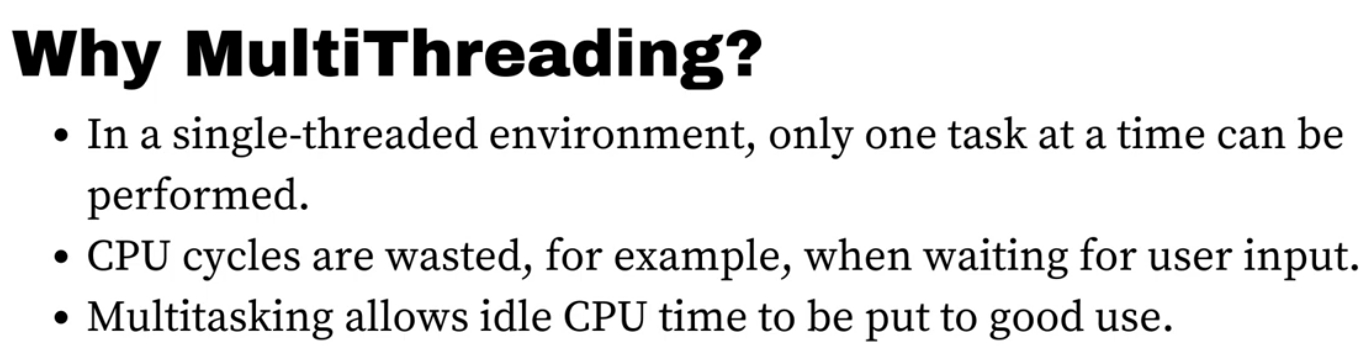 Why MultiThreading?
• In a single-threaded environment, only one task at a time can be
performed.
• CPU cycles are wasted, for example, when waiting for user input.
• Multitasking allows idle CPU time to be put to good use.